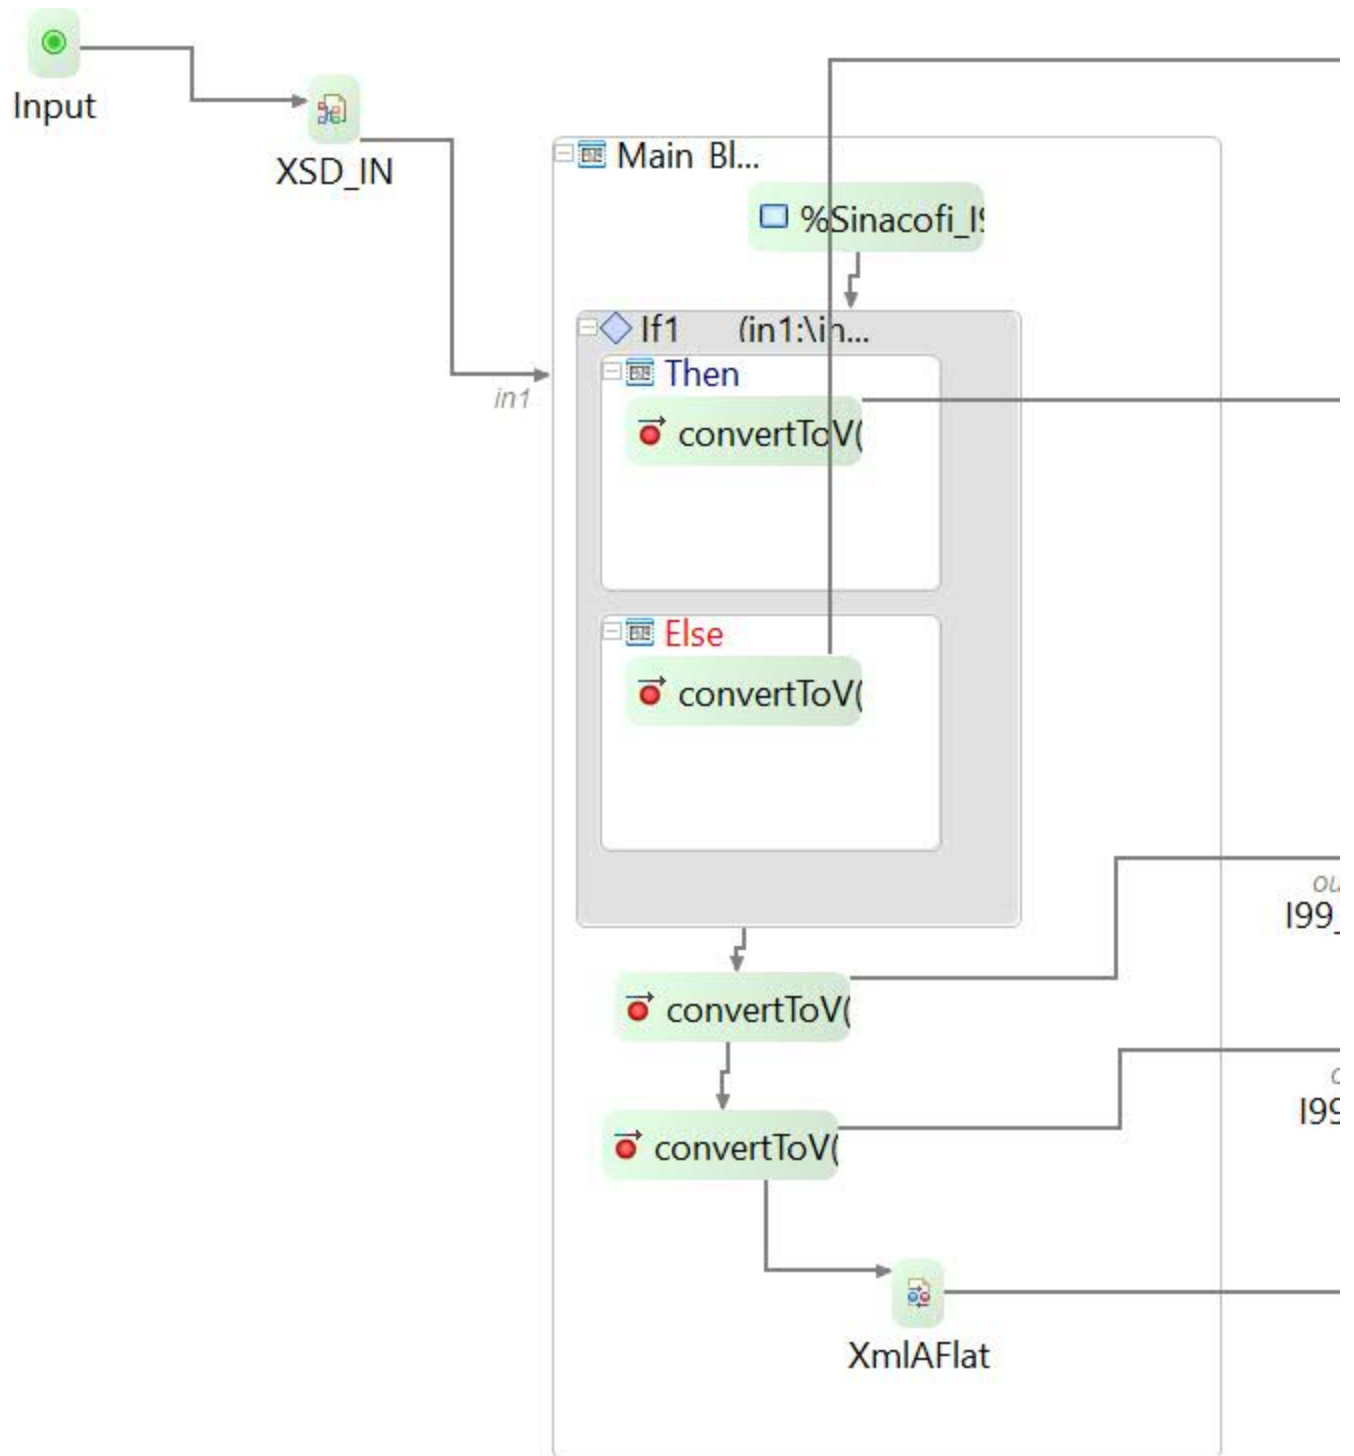 Input
XSD_IN
in1
Main Bl...
%Sinacofi_I
If1 (in1:\in...
Then
convertToV(
Else
convertToV(
ou
I99_
convertToV(
I99
convertToV(
XmlAFlat